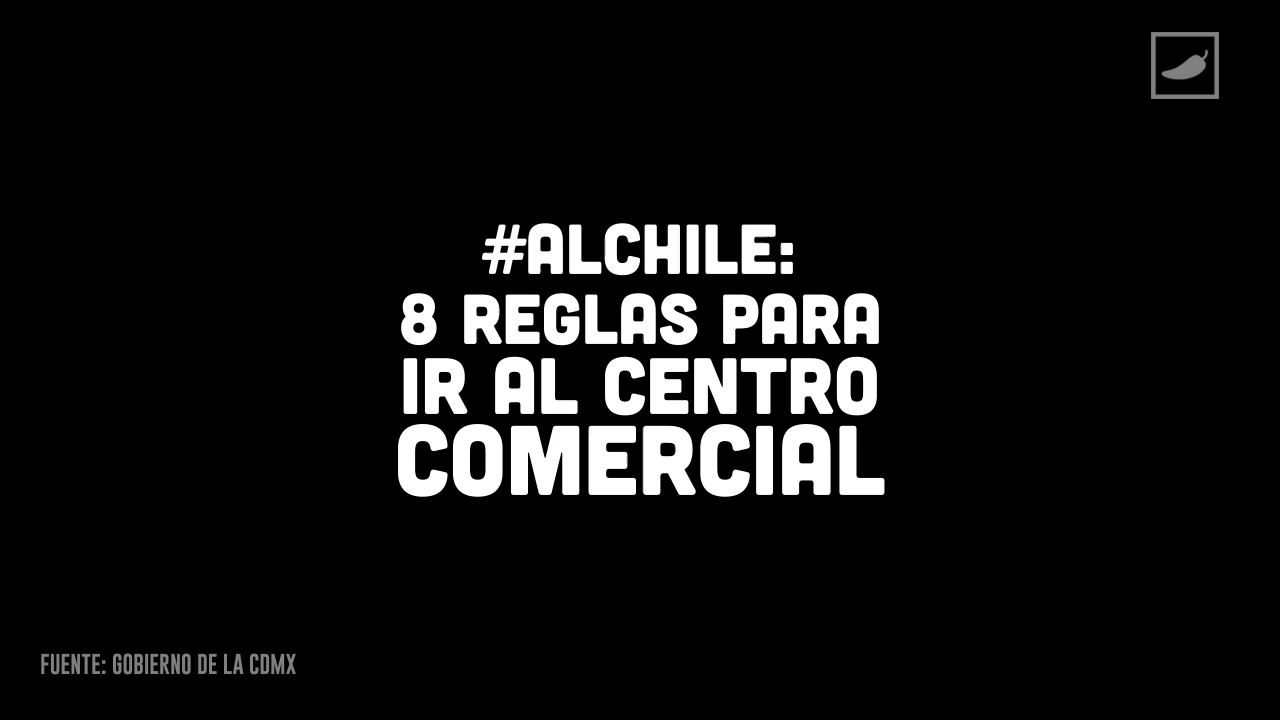 #ALCHILE:
8 REGLAS PARA
IR AL CENTRO
COMERCIAL
FUENTE: GOBIERNO DE LA CDMX